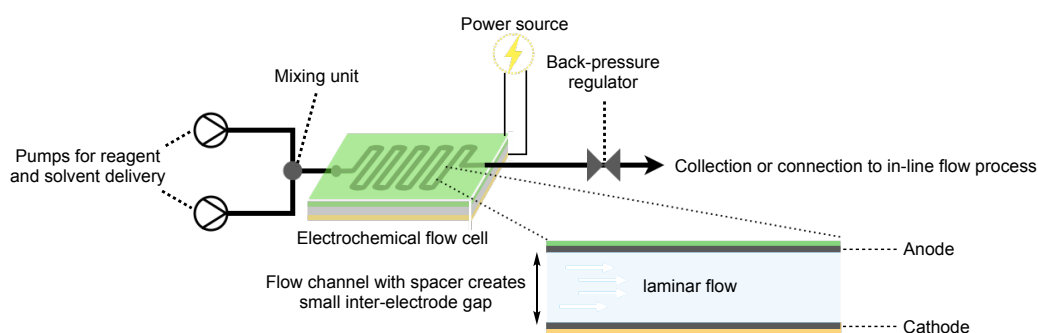 Power source
Mixing unit
Back-pressure
regulator
Pumps for reagent
and solvent delivery
Collection or connection to in-line flow process
Electrochemical flow cell
Anode
Flow channel with spacer creates
small inter-electrode gap
laminar flow
Cathode